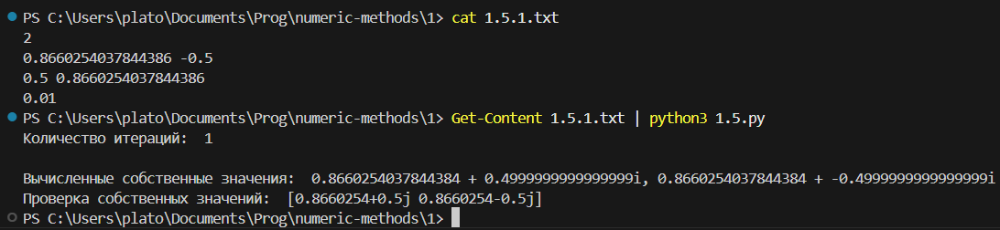 PS C:\Users\plato\Documents\Prog\numeric-methods\1> cat 1.5.1.txt
2
0.8660254037844386 -0.5
0.5 0.8660254037844386
0.01
PS C:\Users\plato\Documents\Prog\numeric-methods\1> Get-Content 1.5.1.txt | python3 1.5.py
Количество итераций:  1
Вычисленные собственные значения:  0.8660254037844384 + 0.4999999999999999i, 0.8660254037844384 + -0.4999999999999999i
Проверка собственных значений:  [0.8660254+0.5j 0.8660254-0.5j]
PS C:\Users\plato\Documents\Prog\numeric-methods\1>